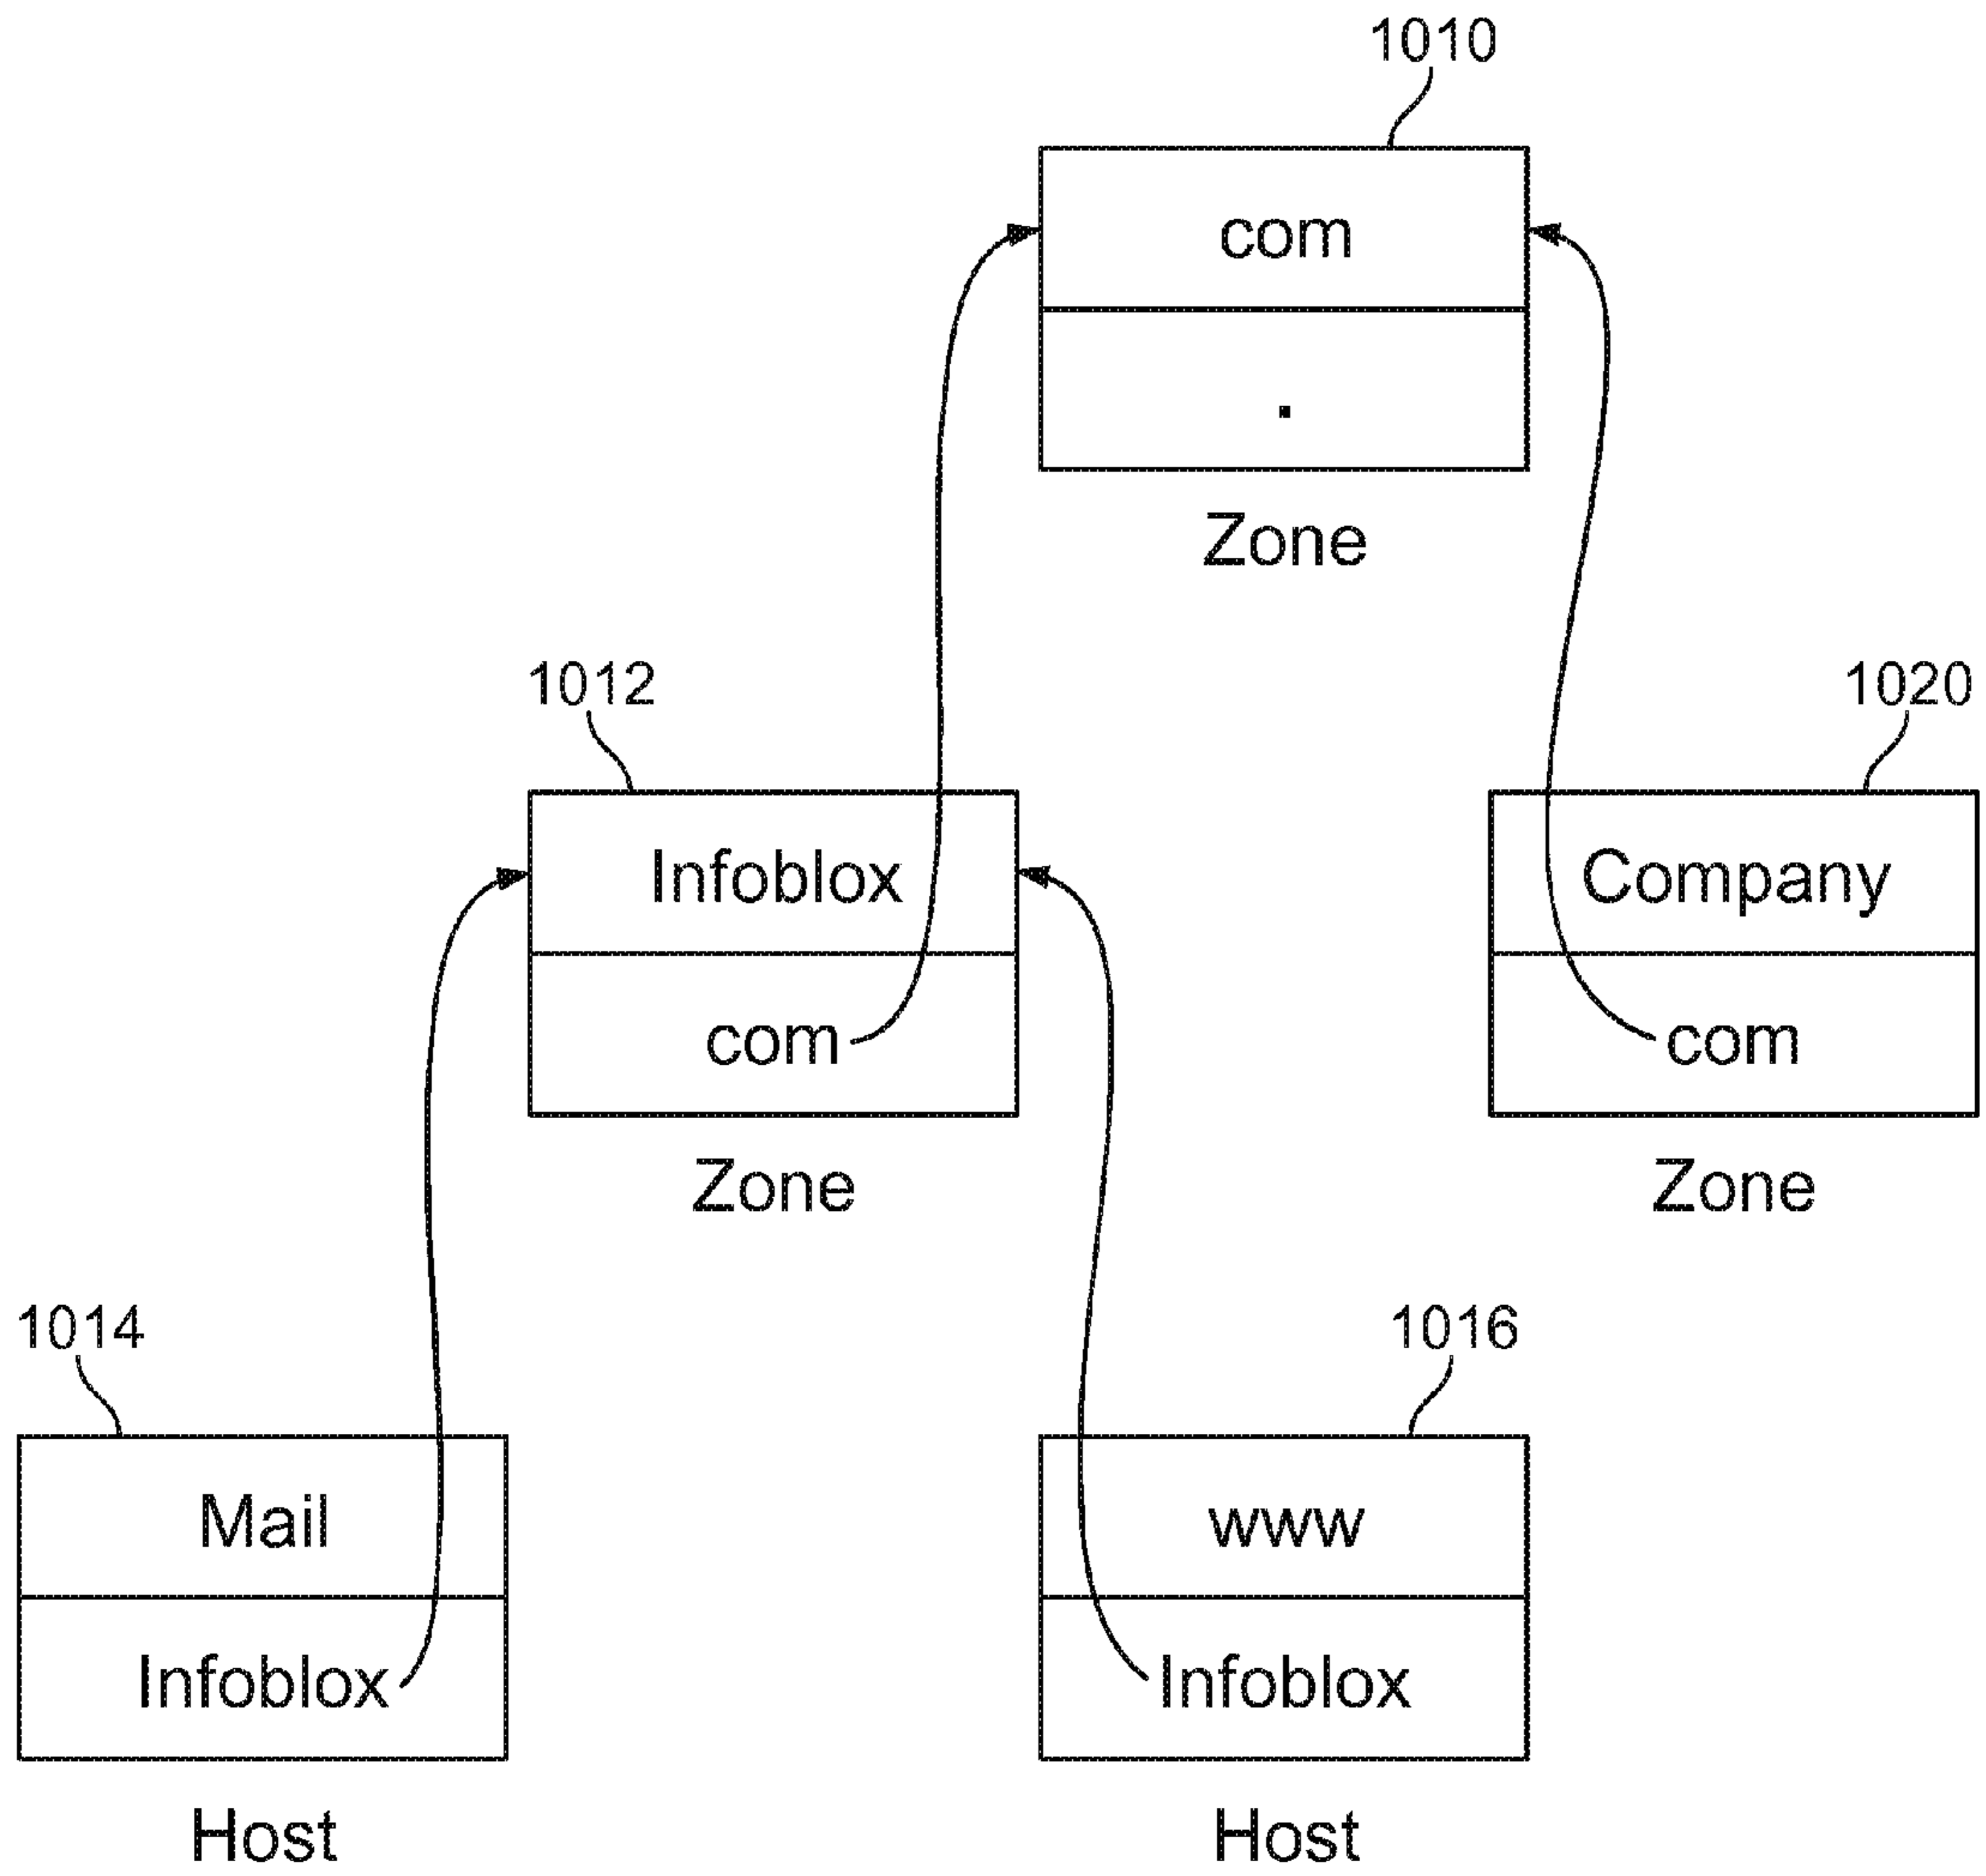 1010
com
.
Zone
1012
1020
Infoblox
Company
com
com
Zone
Zone
1014
1016
Mail
www
Infoblox
Infoblox
Host
Host